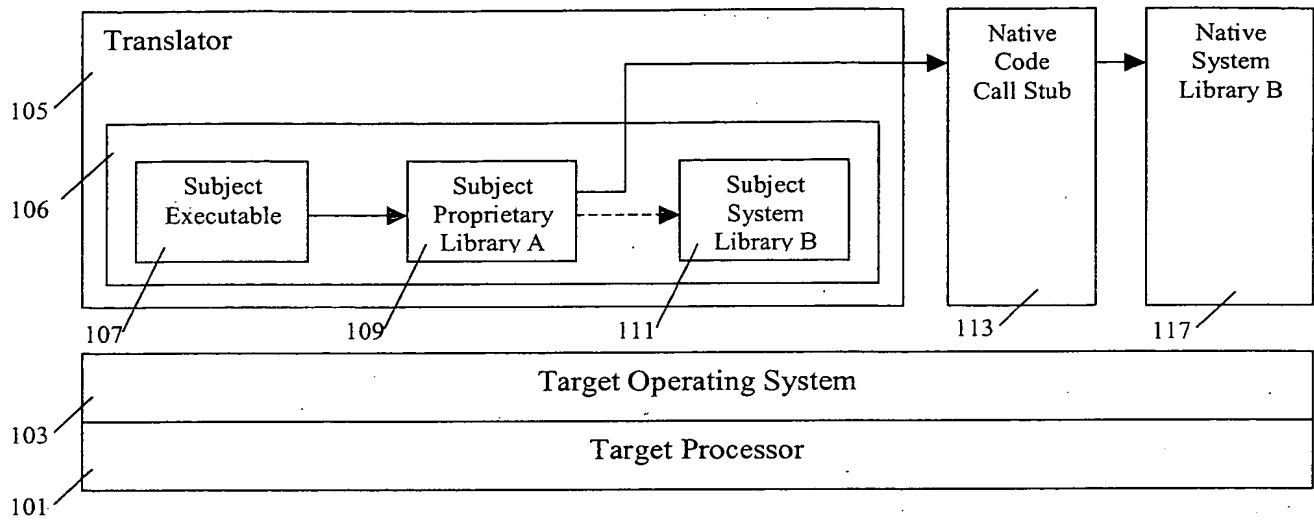 Translator
Native
Code
Call Stub
Native
System
Library B
105
106
Subject
Executable
Subject
Proprietary
Library A
Subject
System
Library B
107
109
111
113
117
Target Operating System
103
Target Processor
101